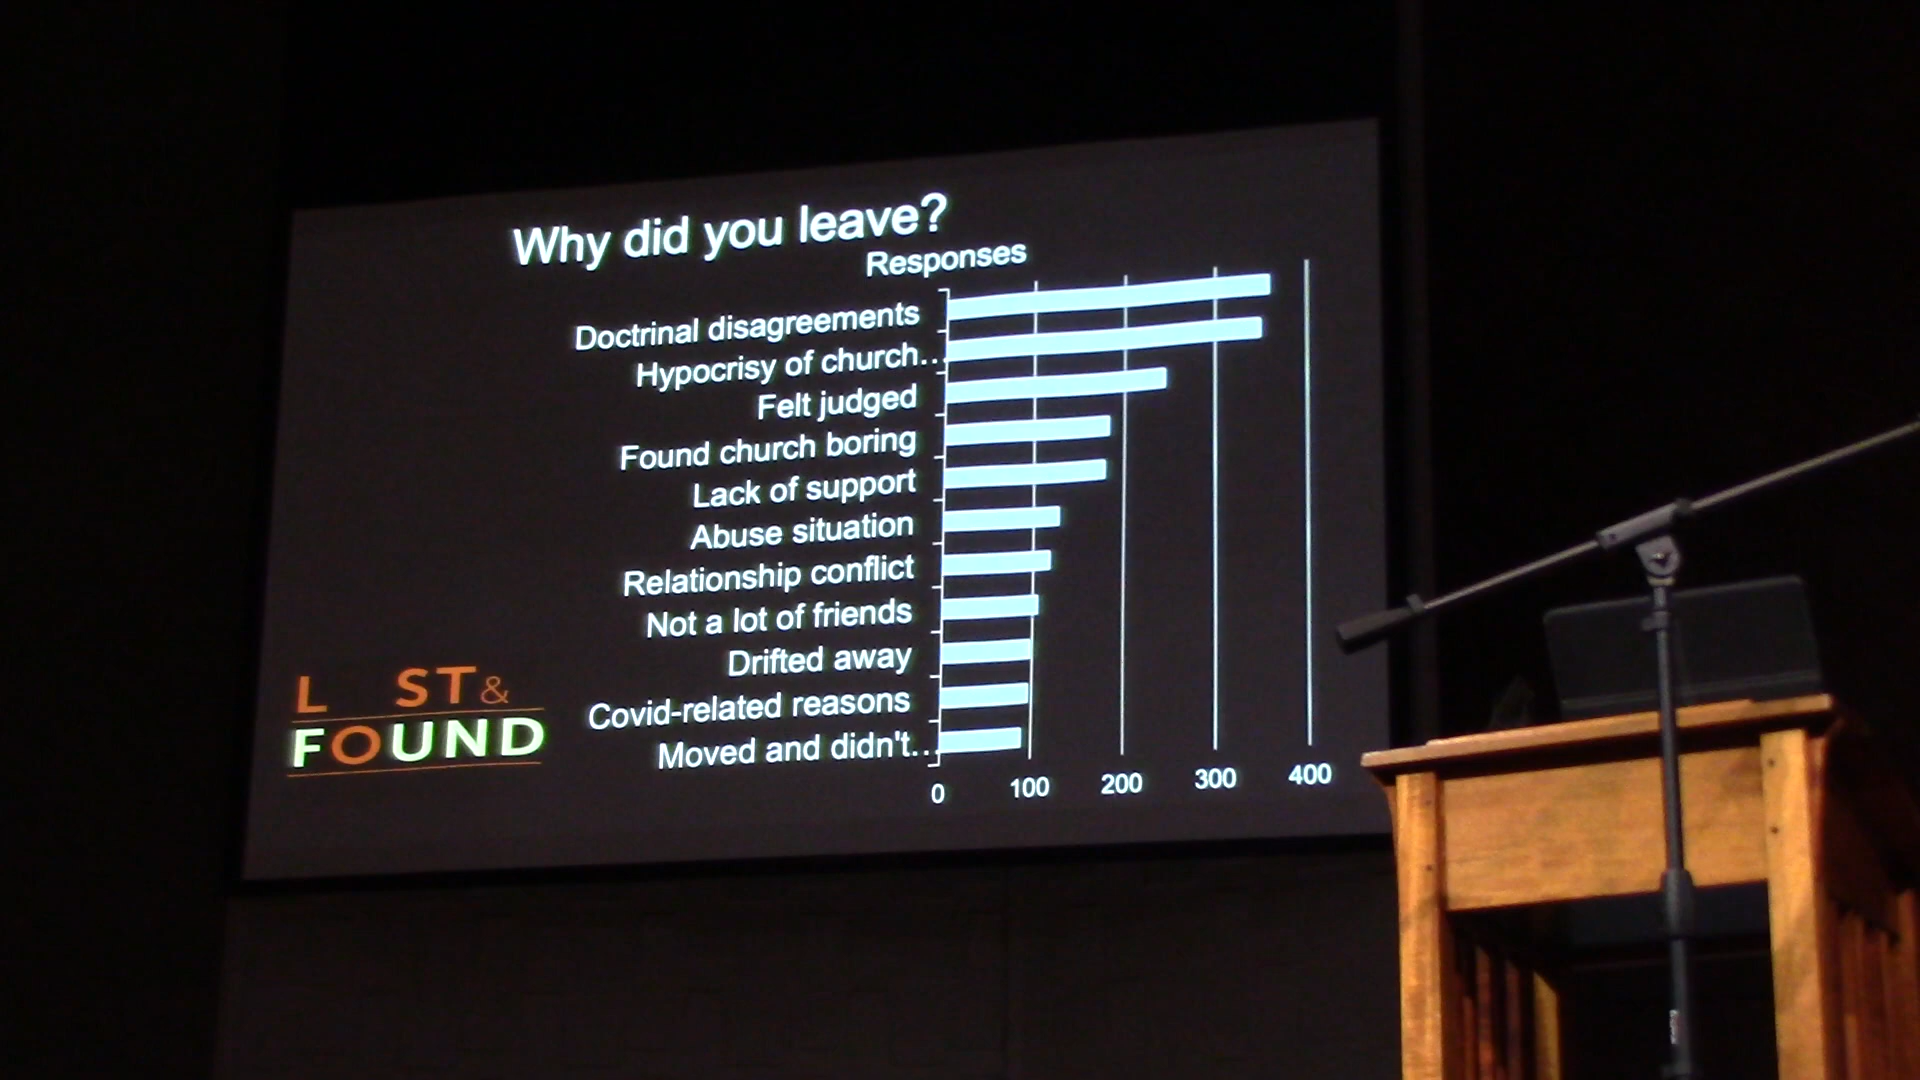 Why did you leave?
Responses
Doctrinal disagreements
Hypocrisy of church...
Felt judged
Found church boring
Lack of support
Abuse situation
Relationship conflict
Not a lot of friends
Drifted away
Covid-related reasons
Moved and didn't...
0 100 200 300 400
L ST&
FOUND